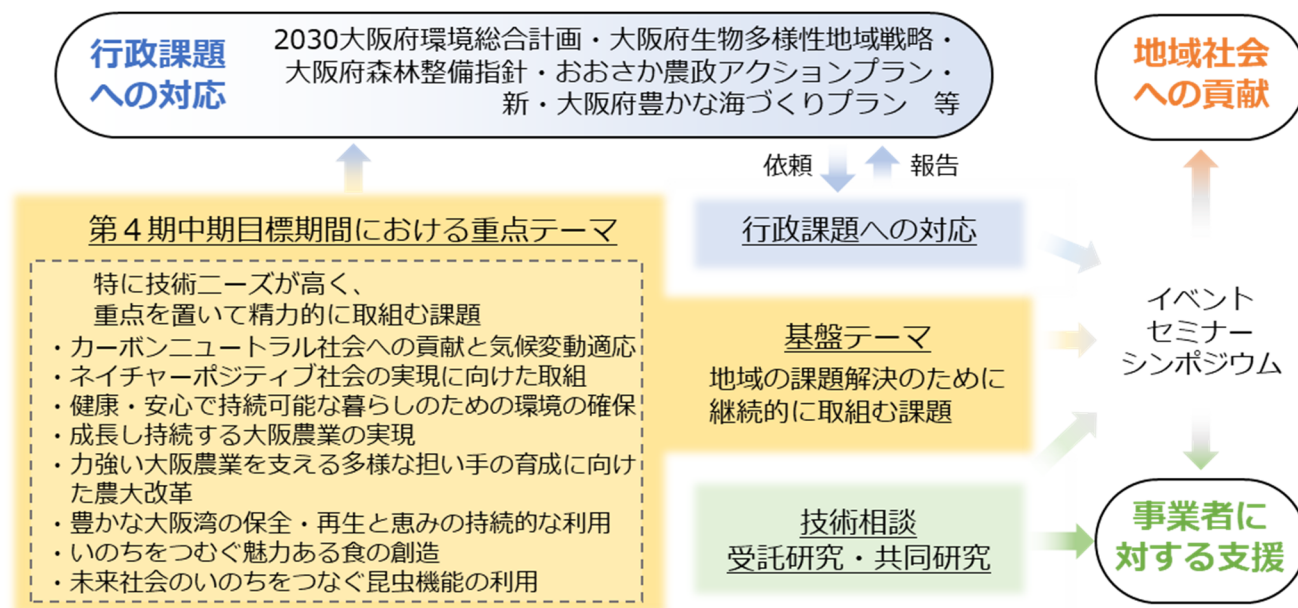 行政課題
への対応
2030大阪府環境総合計画・大阪府生物多様性地域戦略・
大阪府森林整備指針・おおさか農政アクションプラン・
新・大阪府豊かな海づくりプラン　等
地域社会
への貢献
依頼
報告
第４期中期目標期間における重点テーマ
特に技術ニーズが高く、
重点を置いて精力的に取組む課題
・カーボンニュートラル社会への貢献と気候変動適応
・ネイチャーポジティブ社会の実現に向けた取組
・健康・安心で持続可能な暮らしのための環境の確保
・成長し持続する大阪農業の実現
・力強い大阪農業を支える多様な担い手の育成に向け
た農大改革
・豊かな大阪湾の保全・再生と恵みの持続的な利用
・いのちをつむぐ魅力ある食の創造
・未来社会のいのちをつなぐ昆虫機能の利用
行政課題への対応
基盤テーマ
地域の課題解決のために
継続的に取組む課題
技術相談
受託研究・共同研究
イベント
セミナー
シンポジウム
事業者に
対する支援